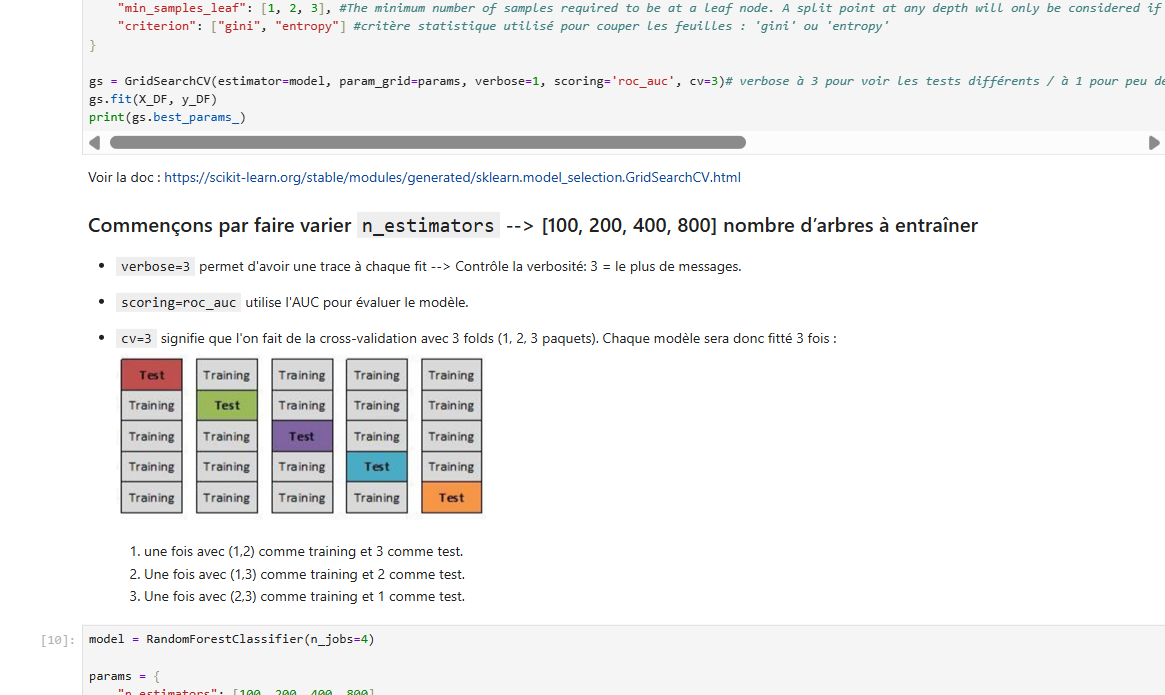 "min_samples_leaf": [1, 2, 3], #The minimum number of samples required to be at a leaf node. A split point at any depth will only be considered if
"criterion": ["gini", "entropy"] #critère statistique utilisé pour couper les feuilles : 'gini' ou 'entropy'
}
gs = GridSearchCV(estimator=model, param_grid=params, verbose=1, scoring='roc_auc', cv=3)# verbose à 3 pour voir les tests différents / à 1 pour peu de
gs.fit(X_DF, y_DF)
print(gs.best_params_)
Voir la doc : https://scikit-learn.org/stable/modules/generated/sklearn.model_selection.GridSearchCV.html
Commençons par faire varier n_estimators --> [100, 200, 400, 800] nombre d’arbres à entraîner
• verbose=3 permet d'avoir une trace à chaque fit --> Contrôle la verbosité: 3 = le plus de messages.
• scoring=roc_auc utilise l'AUC pour évaluer le modèle.
• cv=3 signifie que l'on fait de la cross-validation avec 3 folds (1, 2, 3 paquets). Chaque modèle sera donc fitté 3 fois :
Test Training Training Training Training
Training Test Training Training Training
Training Training Test Training Training
Training Training Training Test Training
Training Training Training Training Test
1. une fois avec (1,2) comme training et 3 comme test.
2. Une fois avec (1,3) comme training et 2 comme test.
3. Une fois avec (2,3) comme training et 1 comme test.
[10]: model = RandomForestClassifier(n_jobs=4)
params = {
"n_estimators": [100, 200, 400, 800]